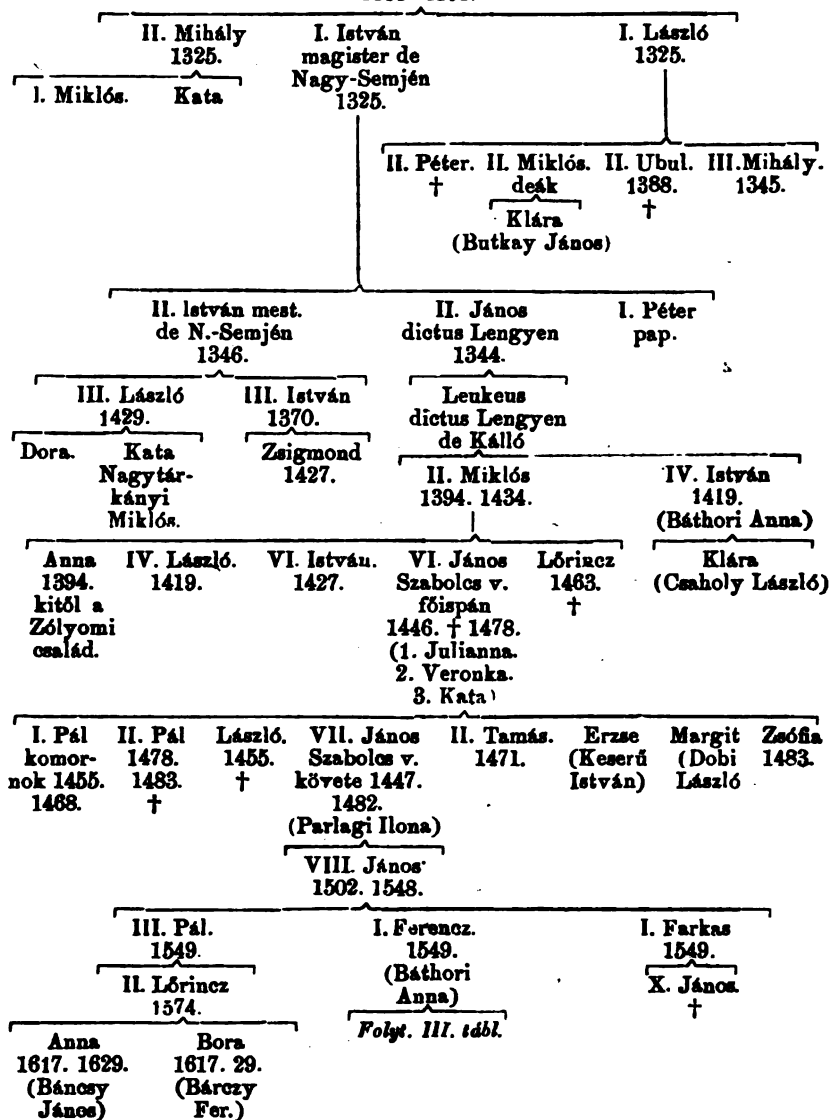 II. Mihály
1325.
I. István
magister de
Nagy-Semjén
1325.
I. László
1325.
I. Miklós.
Kata
II. Péter.
†
II. Miklós.
deák
Klára
(Butkay János)
II. Ubul.
1388.
†
III. Mihály.
1345.
II. István mest.
de N.-Semjén
1346.
II. János
dictus Lengyen
1344.
I. Péter
pap.
III. László
1429.
III. István
1370.
Leukeus
dictus Lengyen
de Kálló
Dora.
Kata
Nagytár-
kányi
Miklós.
Zsigmond
1427.
II. Miklós
1394. 1434.
IV. István
1419.
(Báthori Anna)
Anna
1394.
kitől a
Zólyomi
család.
IV. László.
1419.
VI. István.
1427.
VI. János
Szabolcs v.
főispán
1446. † 1478.
(1. Julianna.
2. Veronka.
3. Kata)
Lőrincz
1463.
†
Klára
(Csaholy László)
I. Pál
komor-
nok 1455.
1468.
II. Pál
1478.
1483.
†
László.
1455.
†
VII. János
Szabolcs v.
követe 1447.
1482.
(Parlagi Ilona)
II. Tamás.
1471.
Erzse
(Keserű
István)
Margit
(Dobi
László
Zsófia
1483.
VIII. János
1502. 1548.
III. Pál.
1549.
I. Ferencz.
1549.
(Báthori
Anna)
I. Farkas
1549.
II. Lőrincz
1574.
Folyt. III. tábl.
X. János.
†
Anna
1617. 1629.
(Báncsy
János)
Bora
1617. 29.
(Bárczy
Fer.)